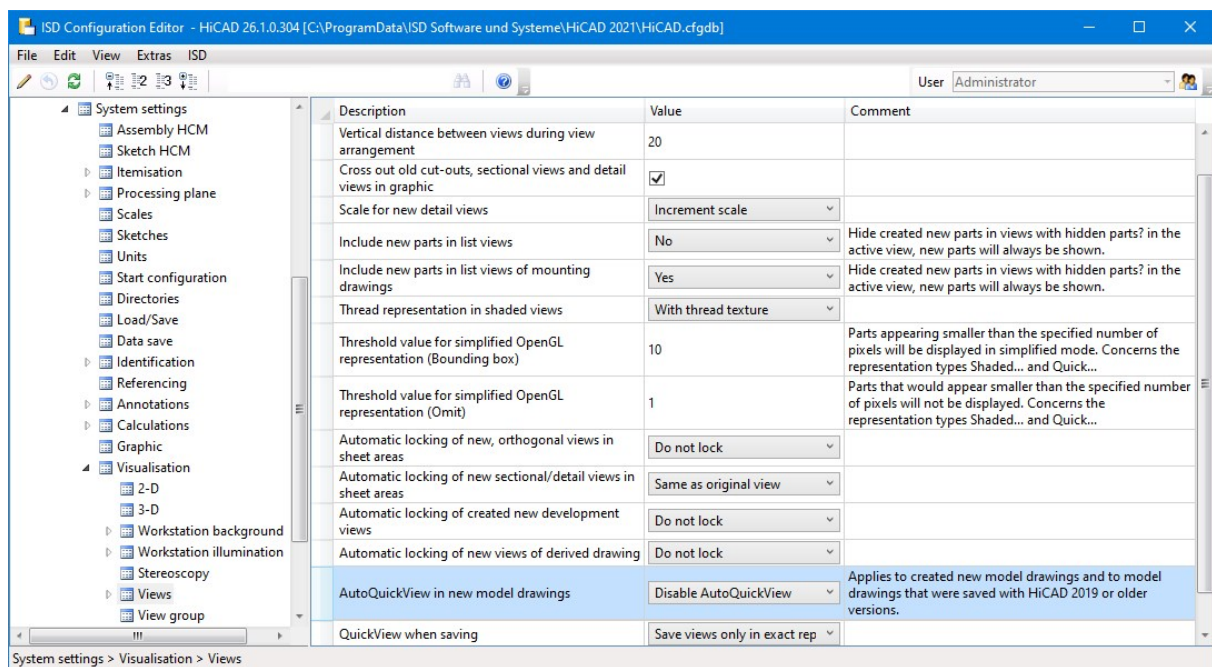 ISD Configuration Editor - HiCAD 26.1.0.304 [C:\ProgramData\ISD Software und Systeme\HiCAD 2021\HiCAD.cfgdb]
File Edit View Extras ISD
2 3 User Administrator
System settings
Assembly HCM
Sketch HCM
Itemisation
Processing plane
Scales
Sketches
Units
Start configuration
Directories
Load/Save
Data save
Identification
Referencing
Annotations
Calculations
Graphic
Visualisation
2-D
3-D
Workstation background
Workstation illumination
Stereoscopy
Views
View group
Description Value Comment
Vertical distance between views during view
arrangement
20
Cross out old cut-outs, sectional views and detail
views in graphic
Scale for new detail views Increment scale
Include new parts in list views No
Hide created new parts in views with hidden parts? in the
active view, new parts will always be shown.
Include new parts in list views of mounting
drawings
Yes
Hide created new parts in views with hidden parts? in the
active view, new parts will always be shown.
Thread representation in shaded views With thread texture
Threshold value for simplified OpenGL
representation (Bounding box)
10
Parts appearing smaller than the specified number of
pixels will be displayed in simplified mode. Concerns the
representation types Shaded... and Quick...
Threshold value for simplified OpenGL
representation (Omit)
1
Parts that would appear smaller than the specified number
of pixels will not be displayed. Concerns the
representation types Shaded... and Quick...
Automatic locking of new, orthogonal views in
sheet areas
Do not lock
Automatic locking of new sectional/detail views in
sheet areas
Same as original view
Automatic locking of created new development
views
Do not lock
Automatic locking of new views of derived drawing Do not lock
AutoQuickView in new model drawings Disable AutoQuickView
Applies to created new model drawings and to model
drawings that were saved with HiCAD 2019 or older
versions.
QuickView when saving Save views only in exact rep
System settings > Visualisation > Views